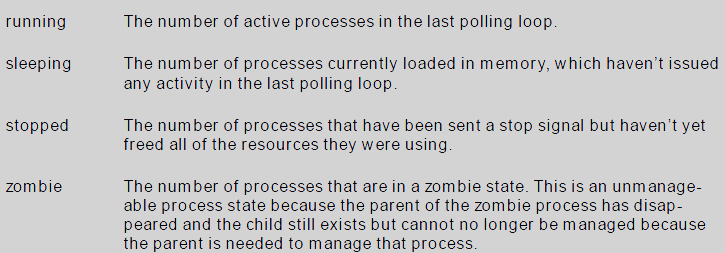 running The number of active processes in the last polling loop.
sleeping The number of processes currently loaded in memory, which haven't issued
any activity in the last polling loop.
stopped The number of processes that have been sent a stop signal but haven't yet
freed all of the resources they were using.
zombie The number of processes that are in a zombie state. This is an unmanage-
able process state because the parent of the zombie process has disap-
peared and the child still exists but cannot no longer be managed because
the parent is needed to manage that process.